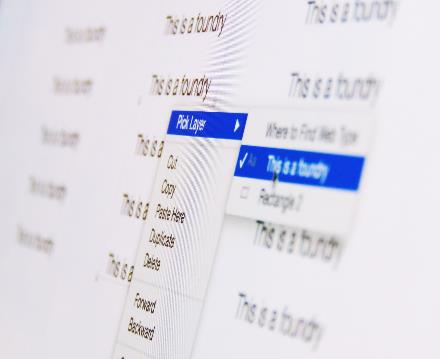 This is a foundry
This is a foundry
This is a foundry
This is a foundry
This is a foundry
Pick Layer
Where to Find Web Type
This is a foundry
Rectangle 2
This is a
Cut
Copy
Paste Here
Duplicate
Delete
This is a foundry
This is a
This is a foundry
This is a foundry
This is a
This is a foundry
Forward
Backward
This is a foundry
This is a foundry